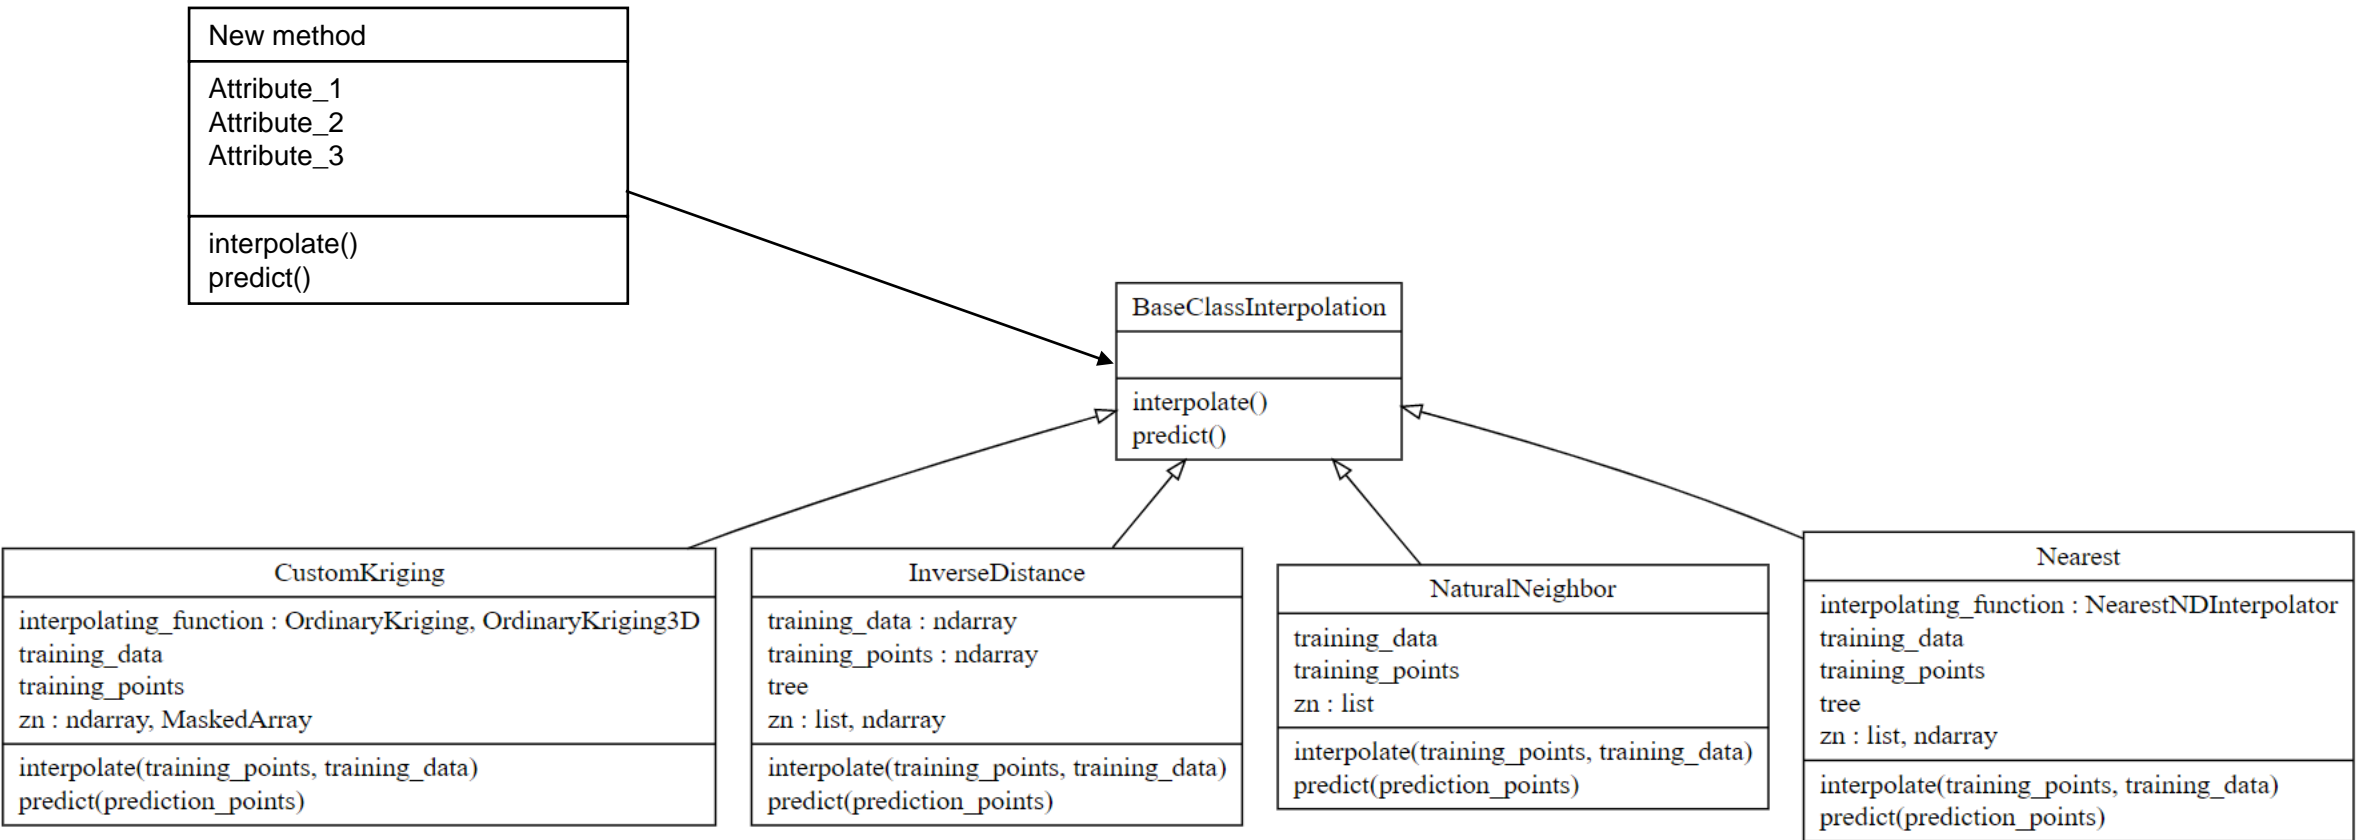 New method
Attribute_1
Attribute_2
Attribute_3
interpolate()
predict()
BaseClassInterpolation
interpolate()
predict()
CustomKriging
interpolating_function : OrdinaryKriging, OrdinaryKriging3D
training_data
training_points
zn : ndarray, MaskedArray
interpolate(training_points, training_data)
predict(prediction_points)
InverseDistance
training_data : ndarray
training_points : ndarray
tree
zn : list, ndarray
interpolate(training_points, training_data)
predict(prediction_points)
NaturalNeighbor
training_data
training_points
zn : list
interpolate(training_points, training_data)
predict(prediction_points)
Nearest
interpolating_function : NearestNDInterpolator
training_data
training_points
tree
zn : list, ndarray
interpolate(training_points, training_data)
predict(prediction_points)